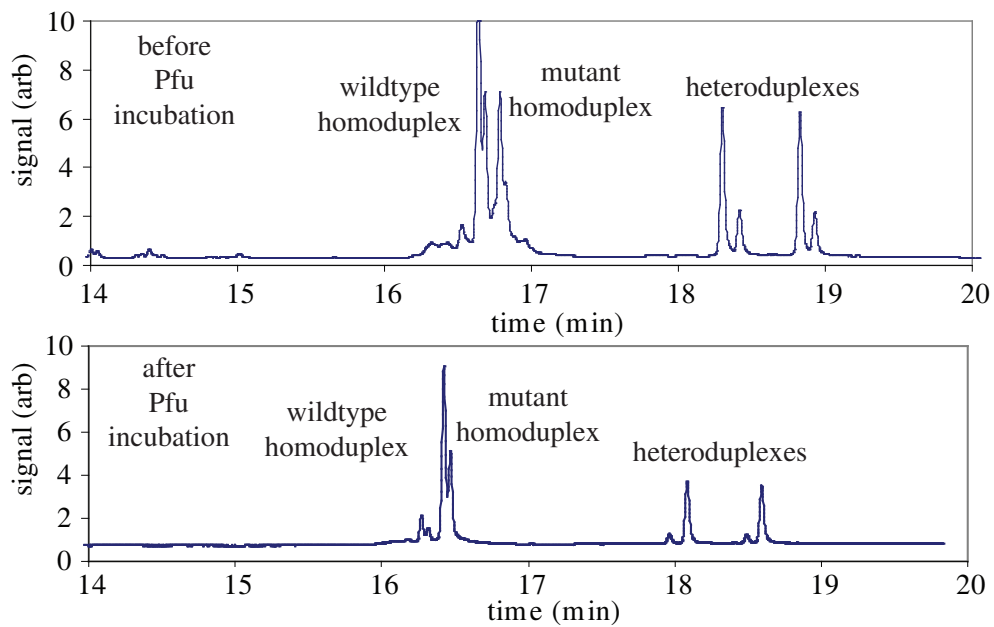 10
8
6
4
2
0
signal (arb)
before
Pfu
incubation
wildtype
homoduplex
mutant
homoduplex
heteroduplexes
14 15 16 17 18 19 20
time (min)
10
8
6
4
2
0
signal (arb)
after
Pfu
incubation
wildtype
homoduplex
mutant
homoduplex
heteroduplexes
14 15 16 17 18 19 20
time (min)